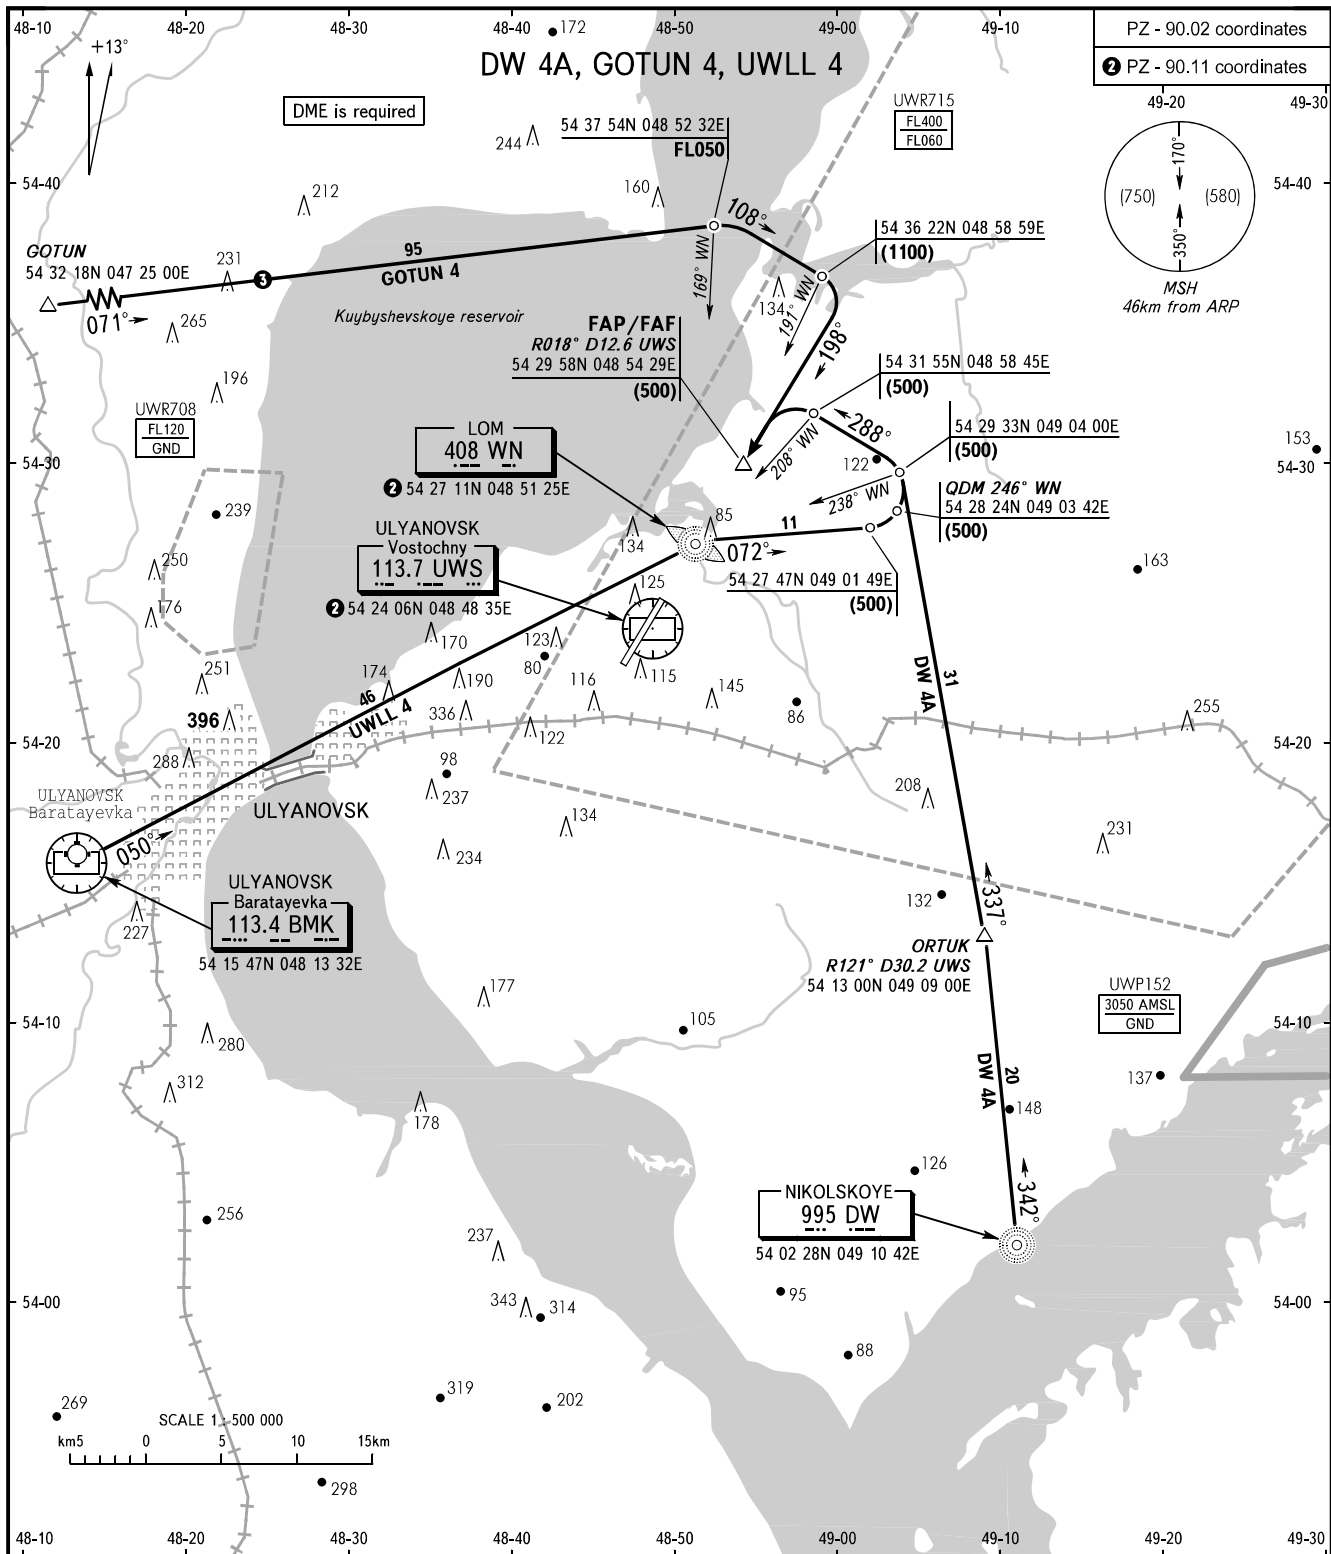 48-10 48-20 48-30 48-40 48-50 49-00 49-10
PZ - 90.02 coordinates
2 PZ - 90.11 coordinates
49-20 49-30
+13°
172
DW 4A, GOTUN 4, UWLL 4
DME is required
UWR715
FL400
FL060
54 37 54N 048 52 32E
FL050
244
54-40
212
160
108°
170°
(750)
(580)
350°
MSH
46km from ARP
54-40
54 36 22N 048 58 59E
(1100)
GOTUN
54 32 18N 047 25 00E
231
95
3
GOTUN 4
169° WN
134
191° WN
071°
265
Kuybyshevskoye reservoir
FAP/FAF
R018° D12.6 UWS
54 29 58N 048 54 29E
(500)
198°
54 31 55N 048 58 45E
(500)
196
UWR708
FL120
GND
LOM
408 WN
2 54 27 11N 048 51 25E
288°
208° WN
122
54 29 33N 049 04 00E
(500)
153
54-30
54-30
238° WN
QDM 246° WN
54 28 24N 049 03 42E
(500)
239
ULYANOVSK
Vostochny
113.7 UWS
2 54 24 06N 048 48 35E
134
85
11
072°
54 27 47N 049 01 49E
(500)
163
250
176
125
170
123
80
115
251
174
190
46
UWLL 4
336
116
145
86
122
31
DW 4A
255
396
288
54-20
54-20
98
237
ULYANOVSK
Baratayevka
ULYANOVSK
134
208
231
050°
234
ULYANOVSK
Baratayevka
113.4 BMK
54 15 47N 048 13 32E
227
132
337°
ORTUK
R121° D30.2 UWS
54 13 00N 049 09 00E
177
UWP152
3050 AMSL
GND
54-10
54-10
280
105
312
178
20
DW 4A
148
137
126
342°
NIKOLSKOYE
995 DW
54 02 28N 049 10 42E
256
237
54-00
54-00
343
314
95
88
269
319
202
SCALE 1 : 500 000
km5 0 5 10 15km
298
48-10 48-20 48-30 48-40 48-50 49-00 49-10 49-20 49-30